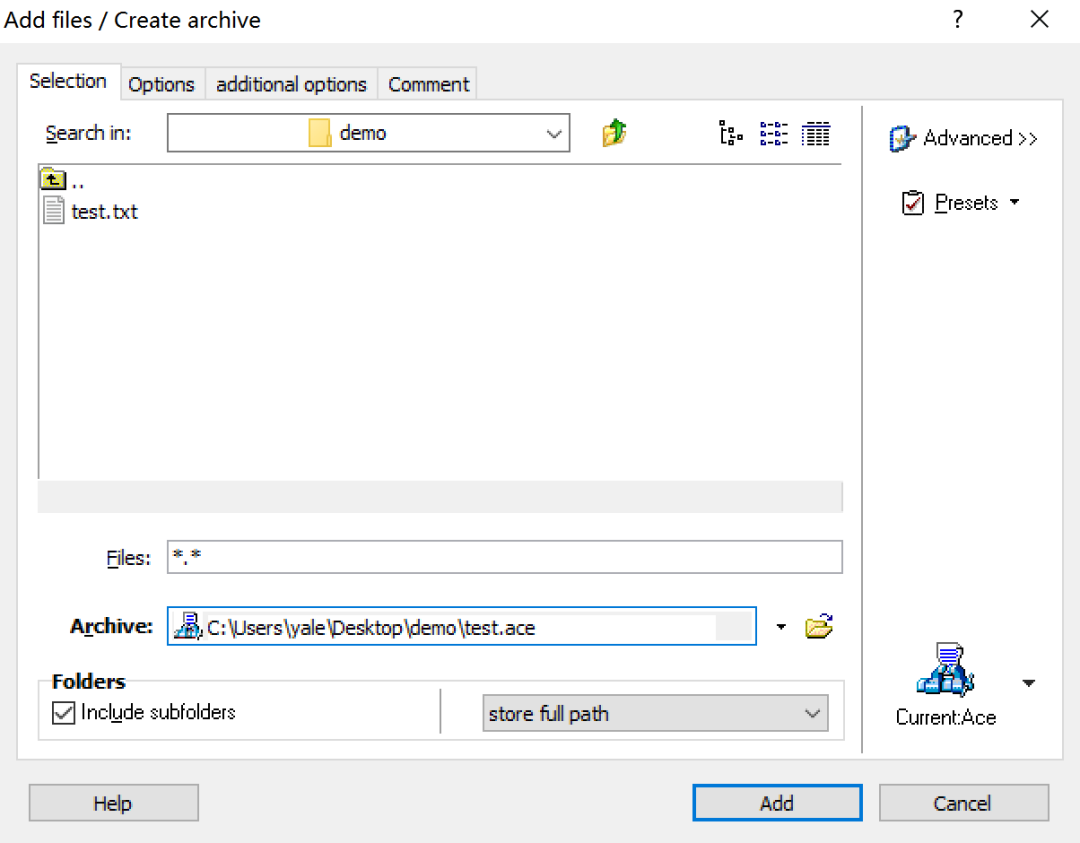 Add files / Create archive
Selection Options additional options Comment
Search in: demo
Advanced >>
..
test.txt
Presets
Files: *.*
Archive: C:\Users\yale\Desktop\demo\test.ace
Folders
Include subfolders store full path
Current:Ace
Help Add Cancel